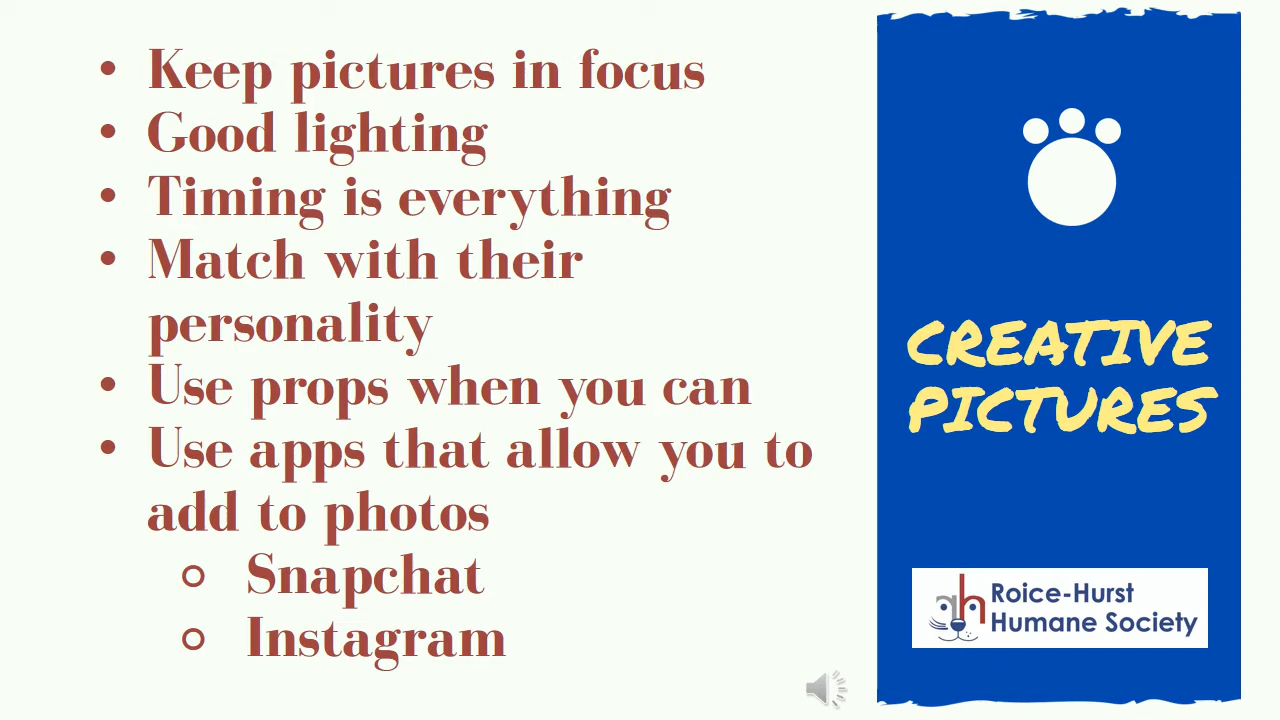 • Keep pictures in focus
• Good lighting
• Timing is everything
• Match with their
personality
• Use props when you can
• Use apps that allow you to
add to photos
○ Snapchat
○ Instagram
CREATIVE
PICTURES
Roice-Hurst
Humane Society